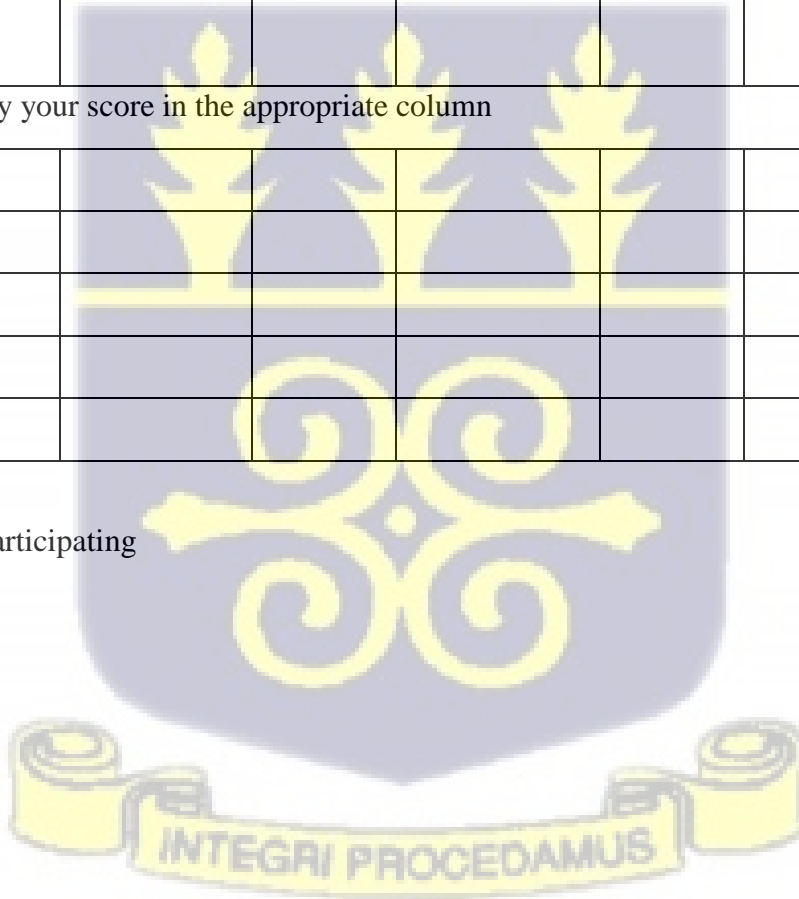 y your score in the appropriate column
articipating
INTEGRI PROCEDAMUS